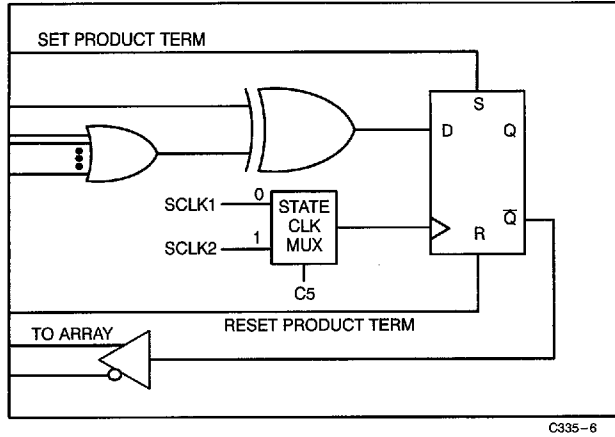 SET PRODUCT TERM
S
D Q
SCLK1 0 STATE
CLK
SCLK2 1 MUX
C5
R Q̅
RESET PRODUCT TERM
TO ARRAY
C335-6